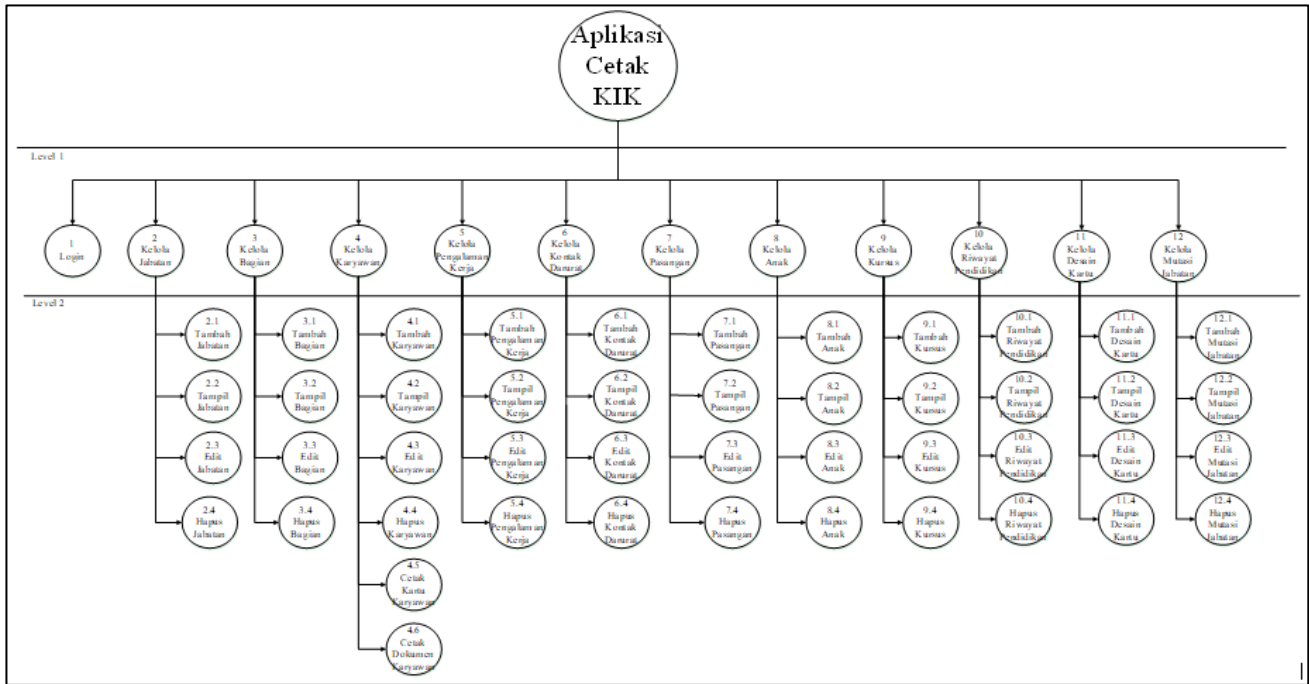 Aplikasi
Cetak
KIK
Level 1
1
Login
2
Kelola
Jabatan
3
Kelola
Bagian
4
Kelola
Karyawan
5
Kelola
Pengalaman
Kerja
6
Kelola
Kontak
Darurat
7
Kelola
Pasangan
8
Kelola
Anak
9
Kelola
Kursus
10
Kelola
Riwayat
Pendidikan
11
Kelola
Desain
Kartu
12
Kelola
Mutasi
Jabatan
Level 2
2.1
Tambah
Jabatan
2.2
Tampil
Jabatan
2.3
Edit
Jabatan
2.4
Hapus
Jabatan
3.1
Tambah
Bagian
3.2
Tampil
Bagian
3.3
Edit
Bagian
3.4
Hapus
Bagian
4.1
Tambah
Karyawan
4.2
Tampil
Karyawan
4.3
Edit
Karyawan
4.4
Hapus
Karyawan
4.5
Cetak
Kartu
Karyawan
4.6
Cetak
Dokumen
Karyawan
5.1
Tambah
Pengalaman
Kerja
5.2
Tampil
Pengalaman
Kerja
5.3
Edit
Pengalaman
Kerja
5.4
Hapus
Pengalaman
Kerja
6.1
Tambah
Kontak
Darurat
6.2
Tampil
Kontak
Darurat
6.3
Edit
Kontak
Darurat
6.4
Hapus
Kontak
Darurat
7.1
Tambah
Pasangan
7.2
Tampil
Pasangan
7.3
Edit
Pasangan
7.4
Hapus
Pasangan
8.1
Tambah
Anak
8.2
Tampil
Anak
8.3
Edit
Anak
8.4
Hapus
Anak
9.1
Tambah
Kursus
9.2
Tampil
Kursus
9.3
Edit
Kursus
9.4
Hapus
Kursus
10.1
Tambah
Riwayat
Pendidikan
10.2
Tampil
Riwayat
Pendidikan
10.3
Edit
Riwayat
Pendidikan
10.4
Hapus
Riwayat
Pendidikan
11.1
Tambah
Desain
Kartu
11.2
Tampil
Desain
Kartu
11.3
Edit
Desain
Kartu
11.4
Hapus
Desain
Kartu
12.1
Tambah
Mutasi
Jabatan
12.2
Tampil
Mutasi
Jabatan
12.3
Edit
Mutasi
Jabatan
12.4
Hapus
Mutasi
Jabatan